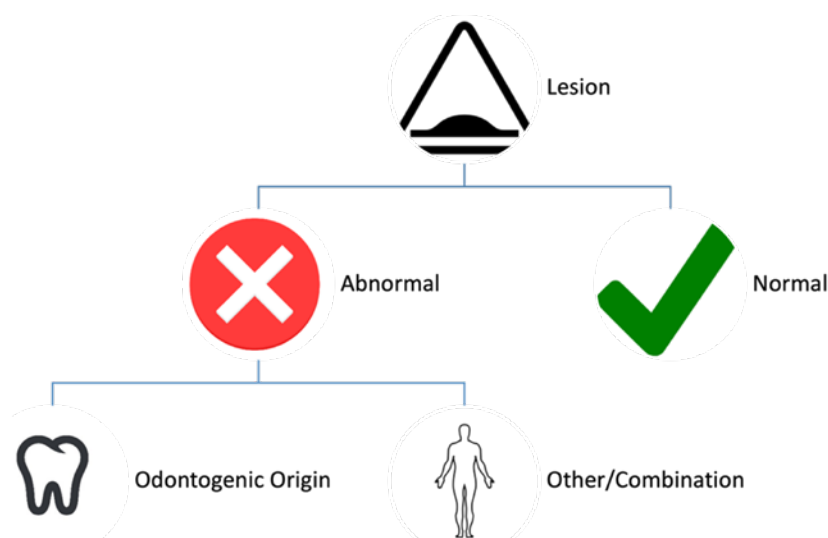 Lesion
Abnormal
Normal
Odontogenic Origin
Other/Combination